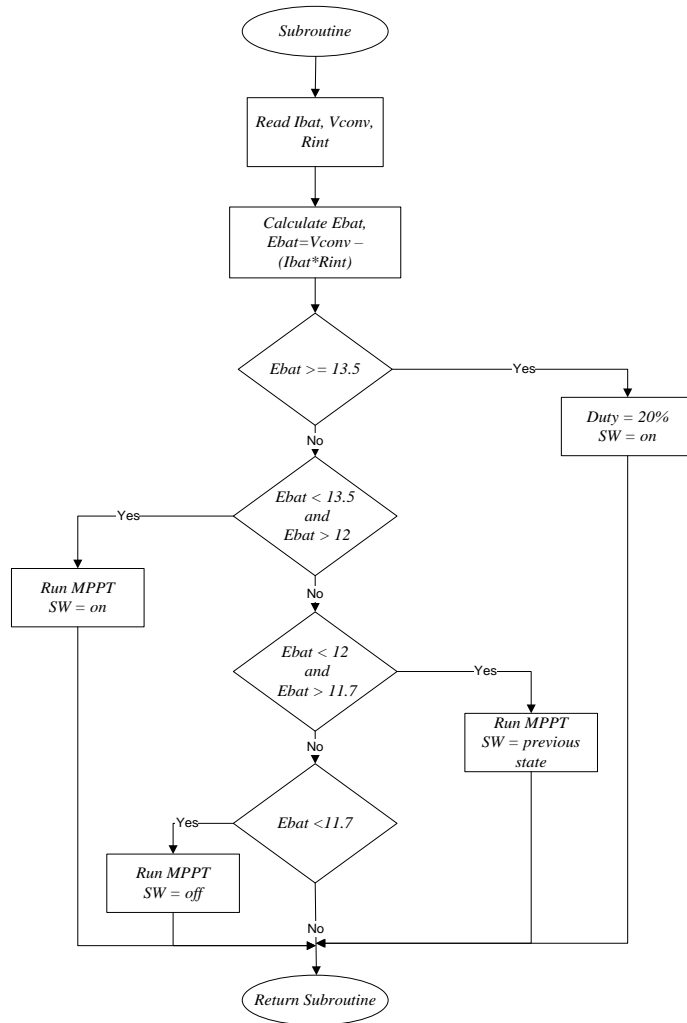 Subroutine
Read Ibat, Vconv,
Rint
Calculate Ebat,
Ebat=Vconv –
(Ibat*Rint)
Ebat >= 13.5
Yes
Duty = 20%
SW = on
No
Ebat < 13.5
and
Ebat > 12
Yes
Run MPPT
SW = on
No
Ebat < 12
and
Ebat > 11.7
Yes
Run MPPT
SW = previous
state
No
Ebat <11.7
Yes
Run MPPT
SW = off
No
Return Subroutine